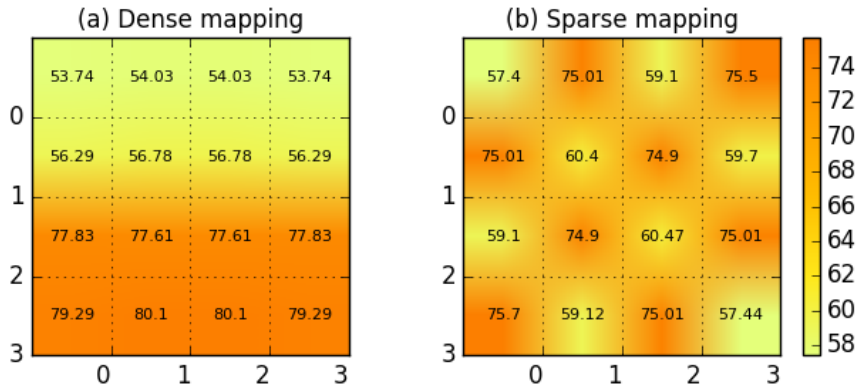 (a) Dense mapping
(b) Sparse mapping
53.74 54.03 54.03 53.74
56.29 56.78 56.78 56.29
77.83 77.61 77.61 77.83
79.29 80.1 80.1 79.29
0
1
2
3
0 1 2 3
57.4 75.01 59.1 75.5
75.01 60.4 74.9 59.7
59.1 74.9 60.47 75.01
75.7 59.12 75.01 57.44
0
1
2
3
0 1 2 3
74
72
70
68
66
64
62
60
58